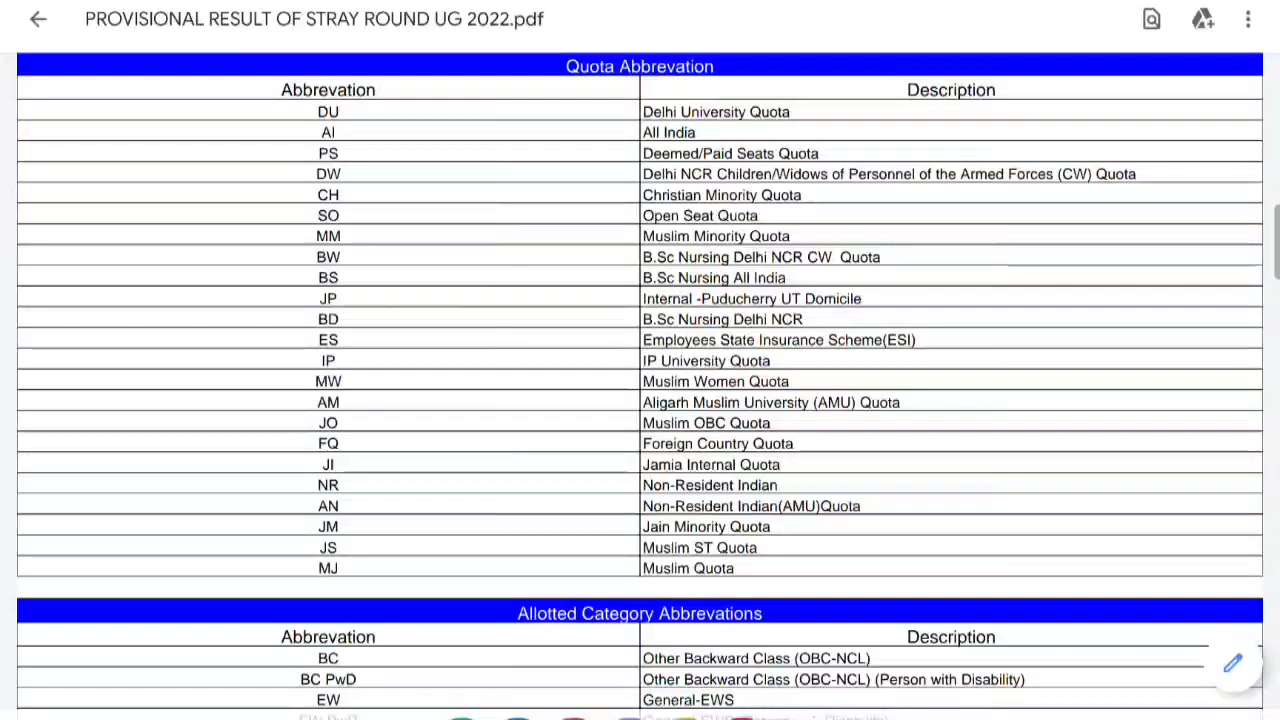 PROVISIONAL RESULT OF STRAY ROUND UG 2022.pdf
Quota Abbrevation
Abbrevation Description
DU Delhi University Quota
AI All India
PS Deemed/Paid Seats Quota
DW Delhi NCR Children/Widows of Personnel of the Armed Forces (CW) Quota
CH Christian Minority Quota
SO Open Seat Quota
MM Muslim Minority Quota
BW B.Sc Nursing Delhi NCR CW Quota
BS B.Sc Nursing All India
JP Internal -Puducherry UT Domicile
BD B.Sc Nursing Delhi NCR
ES Employees State Insurance Scheme(ESI)
IP IP University Quota
MW Muslim Women Quota
AM Aligarh Muslim University (AMU) Quota
JO Muslim OBC Quota
FQ Foreign Country Quota
JI Jamia Internal Quota
NR Non-Resident Indian
AN Non-Resident Indian(AMU)Quota
JM Jain Minority Quota
JS Muslim ST Quota
MJ Muslim Quota
Allotted Category Abbrevations
Abbrevation Description
BC Other Backward Class (OBC-NCL)
BC PwD Other Backward Class (OBC-NCL) (Person with Disability)
EW General-EWS